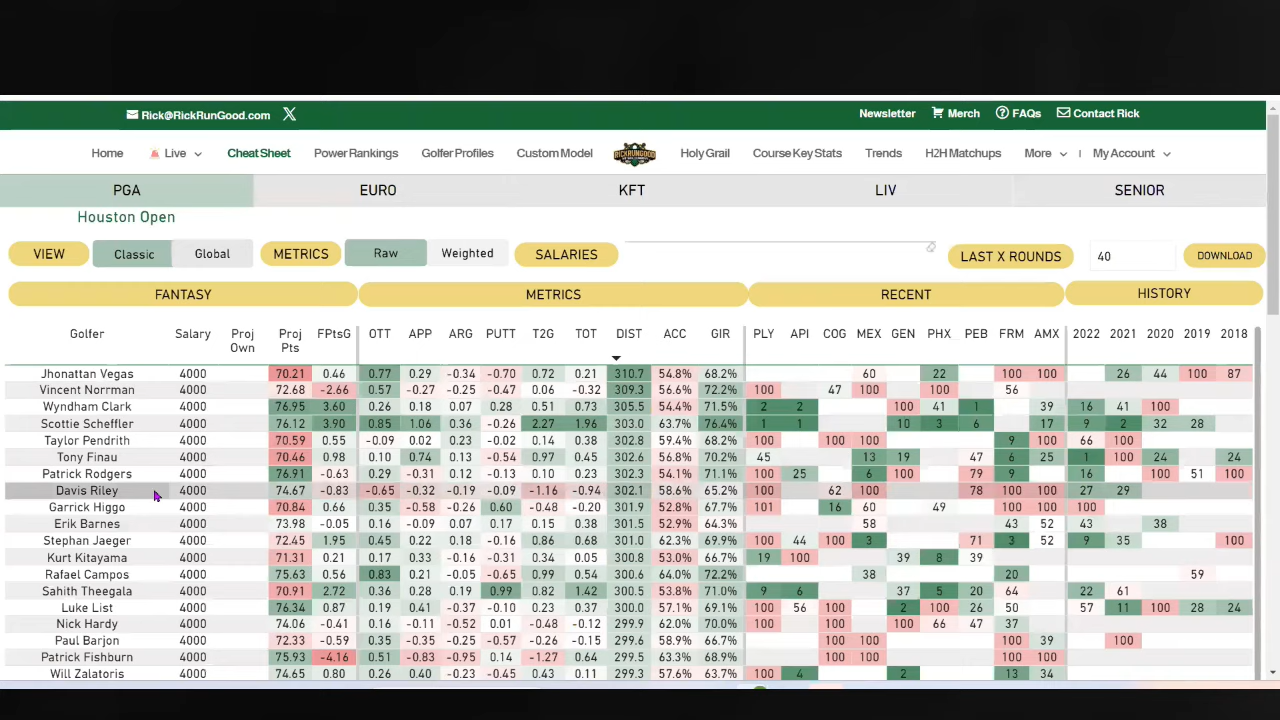 Rick@RickRunGood.com Newsletter Merch FAQs Contact Rick
Home Live Cheat Sheet Power Rankings Golfer Profiles Custom Model RICKRUNGOOD Holy Grail Course Key Stats Trends H2H Matchups More My Account
PGA EURO KFT LIV SENIOR
Houston Open
VIEW Classic Global METRICS Raw Weighted SALARIES LAST X ROUNDS 40 DOWNLOAD
FANTASY METRICS RECENT HISTORY
Golfer Salary Proj Own Proj Pts FPtsG OTT APP ARG PUTT T2G TOT DIST ACC GIR PLY API COG MEX GEN PHX PEB FRM AMX 2022 2021 2020 2019 2018
Jhonattan Vegas 4000 70.21 0.46 0.77 0.29 -0.34 -0.70 0.72 0.21 310.7 54.8% 68.2% 60 22 100 100 26 44 100 87
Vincent Norrman 4000 72.68 -2.66 0.57 -0.27 -0.25 -0.47 0.06 -0.32 309.3 56.6% 72.2% 100 47 100 100 56
Wyndham Clark 4000 76.95 3.60 0.26 0.18 0.07 0.28 0.51 0.73 305.5 54.4% 71.5% 2 2 100 41 1 39 16 41 100
Scottie Scheffler 4000 76.12 3.90 0.85 1.06 0.36 -0.26 2.27 1.96 303.0 63.7% 76.4% 1 1 10 3 6 17 9 2 32 28
Taylor Pendrith 4000 70.59 0.55 -0.09 0.02 0.23 -0.02 0.14 0.38 302.8 59.4% 68.2% 100 100 100 9 100 66 100
Tony Finau 4000 70.46 0.98 0.10 0.74 0.13 -0.54 0.97 0.45 302.6 56.8% 70.2% 45 13 19 47 6 25 1 100 24 24
Patrick Rodgers 4000 76.91 -0.63 0.29 -0.31 0.12 -0.13 0.10 0.23 302.3 54.1% 71.1% 100 25 6 100 79 9 16 100 51 100
Davis Riley 4000 74.67 -0.83 -0.65 -0.32 -0.19 -0.09 -1.16 -0.94 302.1 58.6% 65.2% 100 62 100 78 100 100 27 29
Garrick Higgo 4000 70.84 0.66 0.35 -0.58 -0.26 0.60 -0.48 -0.20 301.9 52.8% 67.7% 101 16 60 49 100 100 100
Erik Barnes 4000 73.98 -0.05 0.16 -0.09 0.07 0.17 0.15 0.38 301.5 52.9% 64.3% 58 43 52 43 38
Stephan Jaeger 4000 72.45 1.95 0.45 0.22 0.18 -0.16 0.86 0.68 301.0 62.3% 69.9% 100 44 100 3 71 3 52 9 35 100
Kurt Kitayama 4000 71.31 0.21 0.17 0.33 -0.16 -0.31 0.34 0.05 300.8 53.0% 66.7% 19 100 39 8 39
Rafael Campos 4000 75.63 0.56 0.83 0.21 -0.05 -0.65 0.99 0.54 300.6 64.0% 72.2% 38 20 59
Sahith Theegala 4000 70.91 2.72 0.36 0.28 0.19 0.99 0.82 1.42 300.5 53.8% 71.0% 9 6 37 5 20 64 22 61
Luke List 4000 76.34 0.87 0.19 0.41 -0.37 -0.10 0.23 0.37 300.0 57.1% 69.1% 100 56 100 2 100 26 50 57 11 100 28 24
Nick Hardy 4000 74.06 -0.41 0.16 -0.11 -0.52 0.01 -0.48 -0.12 299.9 62.0% 70.0% 100 100 100 66 47 37
Paul Barjon 4000 72.33 -0.59 0.35 -0.35 -0.25 -0.57 -0.26 -0.15 299.6 58.9% 66.7% 100 100 100 39 100
Patrick Fishburn 4000 75.93 -4.16 0.51 -0.83 -0.95 0.14 -1.27 0.64 299.5 63.3% 68.9% 100 100 100 34
Will Zalatoris 4000 74.65 0.80 0.26 0.40 -0.23 -0.45 0.43 0.11 299.3 57.6% 63.7% 100 4 2 13 34